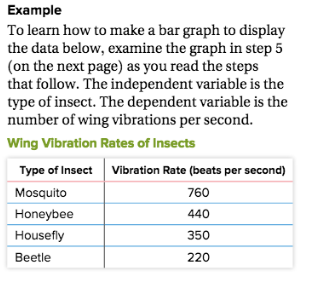 Example
To learn how to make a bar graph to display
the data below, examine the graph in step 5
(on the next page) as you read the steps
that follow. The independent variable is the
type of insect. The dependent variable is the
number of wing vibrations per second.
Wing Vibration Rates of Insects
Type of Insect Vibration Rate (beats per second)
Mosquito 760
Honeybee 440
Housefly 350
Beetle 220